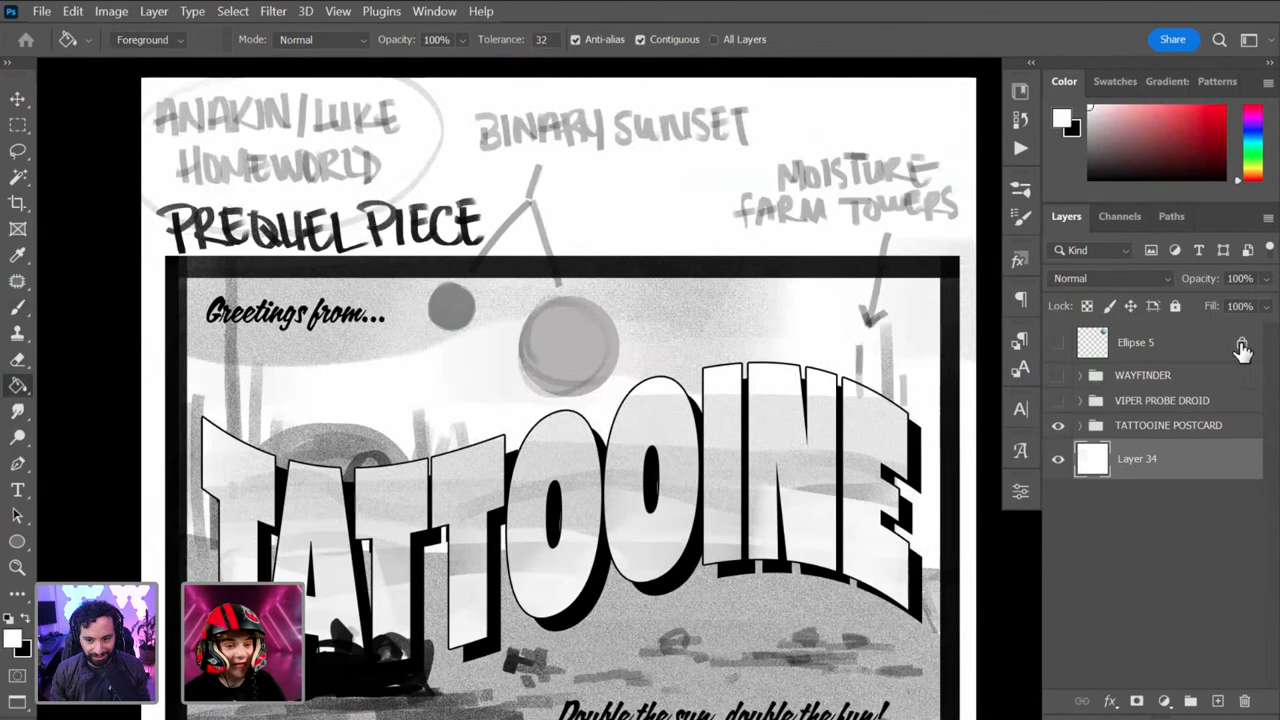 Ps File Edit Image Layer Type Select Filter 3D View Plugins Window Help
Foreground Mode: Normal Opacity: 100% Tolerance: 32 Anti-alias Contiguous All Layers Share
ANAKIN/LUKE
HOMEWORLD
BINARY SUNSET
MOISTURE
FARM TOWERS
PREQUEL PIECE
Greetings from...
TATTOOINE
Double the sun, double the fun!
Color Swatches Gradient: Patterns
Layers Channels Paths
Kind
Normal Opacity: 100%
Lock: Fill: 100%
Ellipse 5
WAYFINDER
VIPER PROBE DROID
TATTOOINE POSTCARD
Layer 34